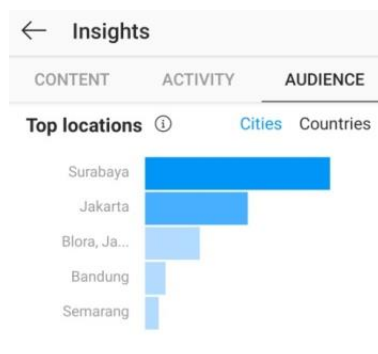 ← Insights
CONTENT ACTIVITY AUDIENCE
Top locations ⓘ Cities Countries
Surabaya
Jakarta
Blora, Ja...
Bandung
Semarang